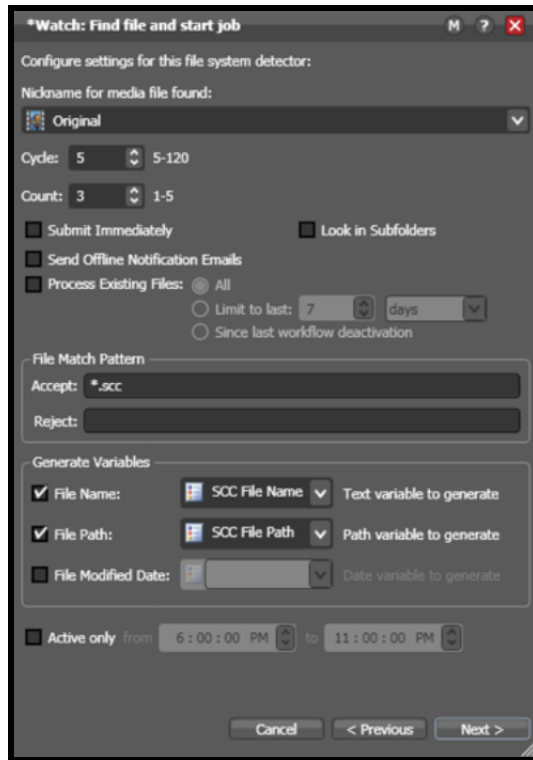 *Watch: Find file and start job M ? X
Configure settings for this file system detector:
Nickname for media file found:
Original
Cycle: 5 5-120
Count: 3 1-5
Submit Immediately Look in Subfolders
Send Offline Notification Emails
Process Existing Files: All
Limit to last: 7 days
Since last workflow deactivation
File Match Pattern
Accept: *.scc
Reject:
Generate Variables
File Name: SCC File Name Text variable to generate
File Path: SCC File Path Path variable to generate
File Modified Date: Date variable to generate
Active only from 6:00:00 PM to 11:00:00 PM
Cancel < Previous Next >